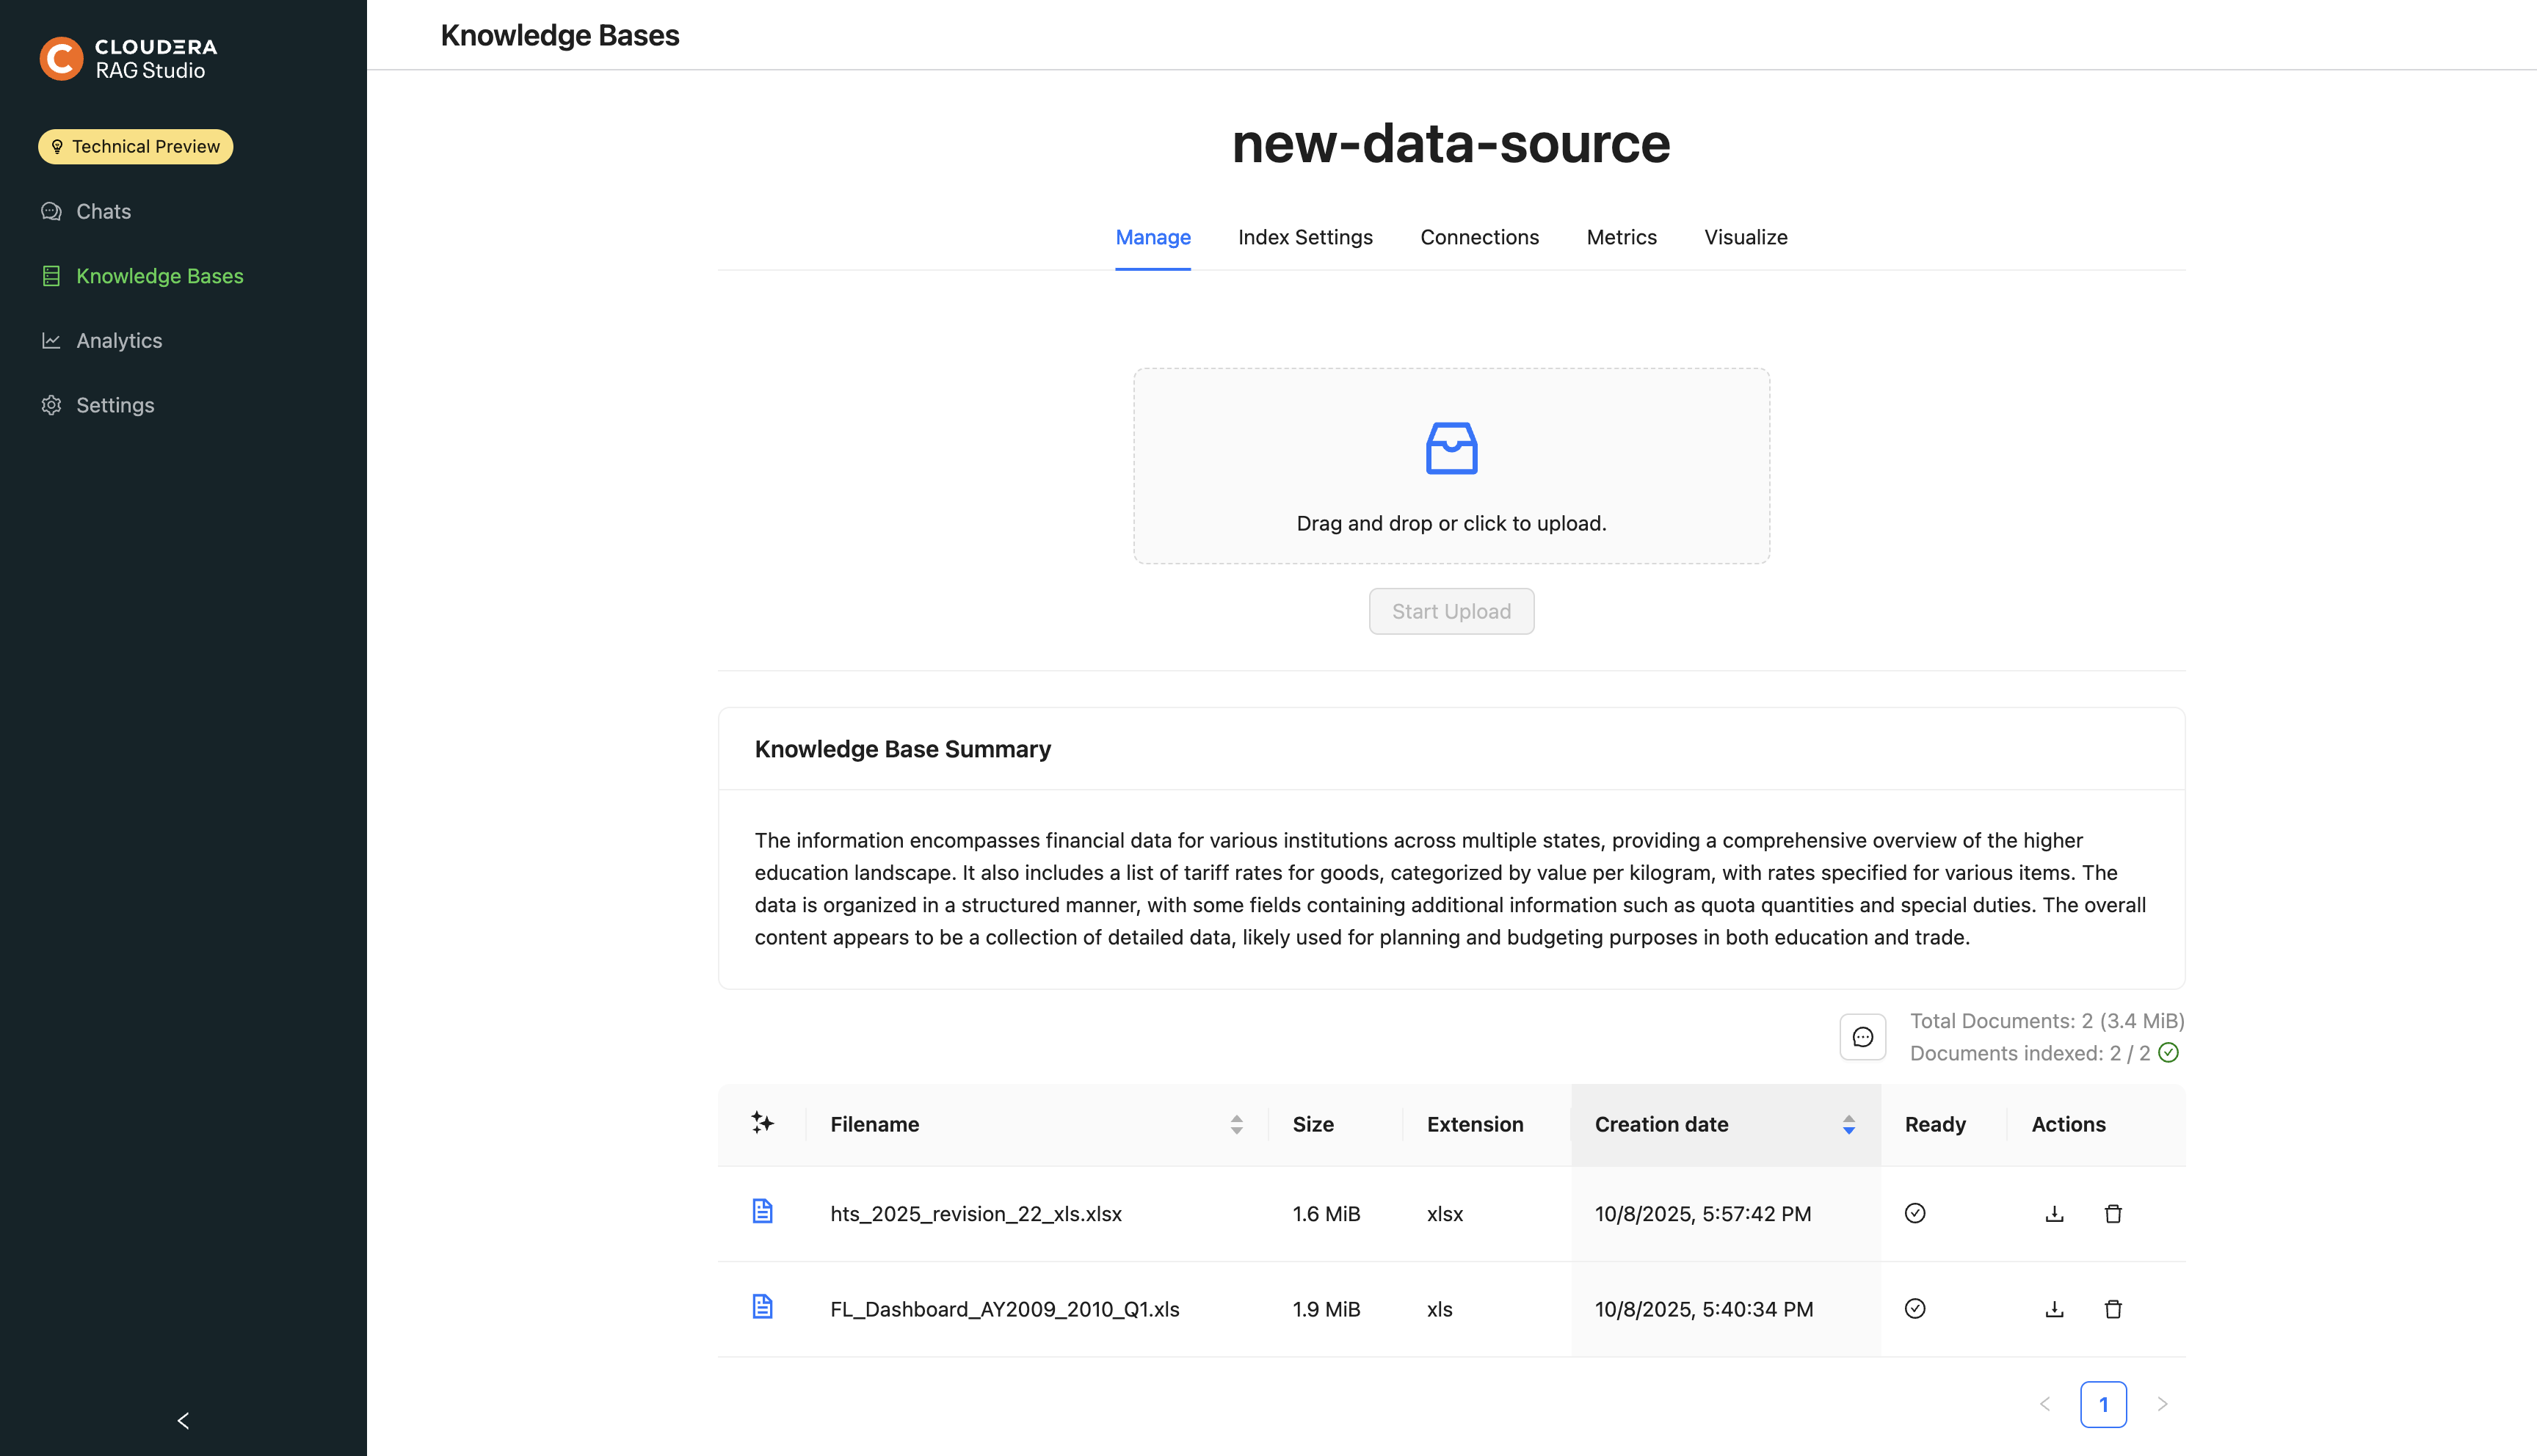 CLOUDERA
RAG Studio
Technical Preview
Chats
Knowledge Bases
Analytics
Settings
Knowledge Bases
new-data-source
Manage Index Settings Connections Metrics Visualize
Drag and drop or click to upload.
Start Upload
Knowledge Base Summary
The information encompasses financial data for various institutions across multiple states, providing a comprehensive overview of the higher
education landscape. It also includes a list of tariff rates for goods, categorized by value per kilogram, with rates specified for various items. The
data is organized in a structured manner, with some fields containing additional information such as quota quantities and special duties. The overall
content appears to be a collection of detailed data, likely used for planning and budgeting purposes in both education and trade.
Total Documents: 2 (3.4 MiB)
Documents indexed: 2 / 2
Filename Size Extension Creation date Ready Actions
hts_2025_revision_22_xls.xlsx 1.6 MiB xlsx 10/8/2025, 5:57:42 PM
FL_Dashboard_AY2009_2010_Q1.xls 1.9 MiB xls 10/8/2025, 5:40:34 PM
1